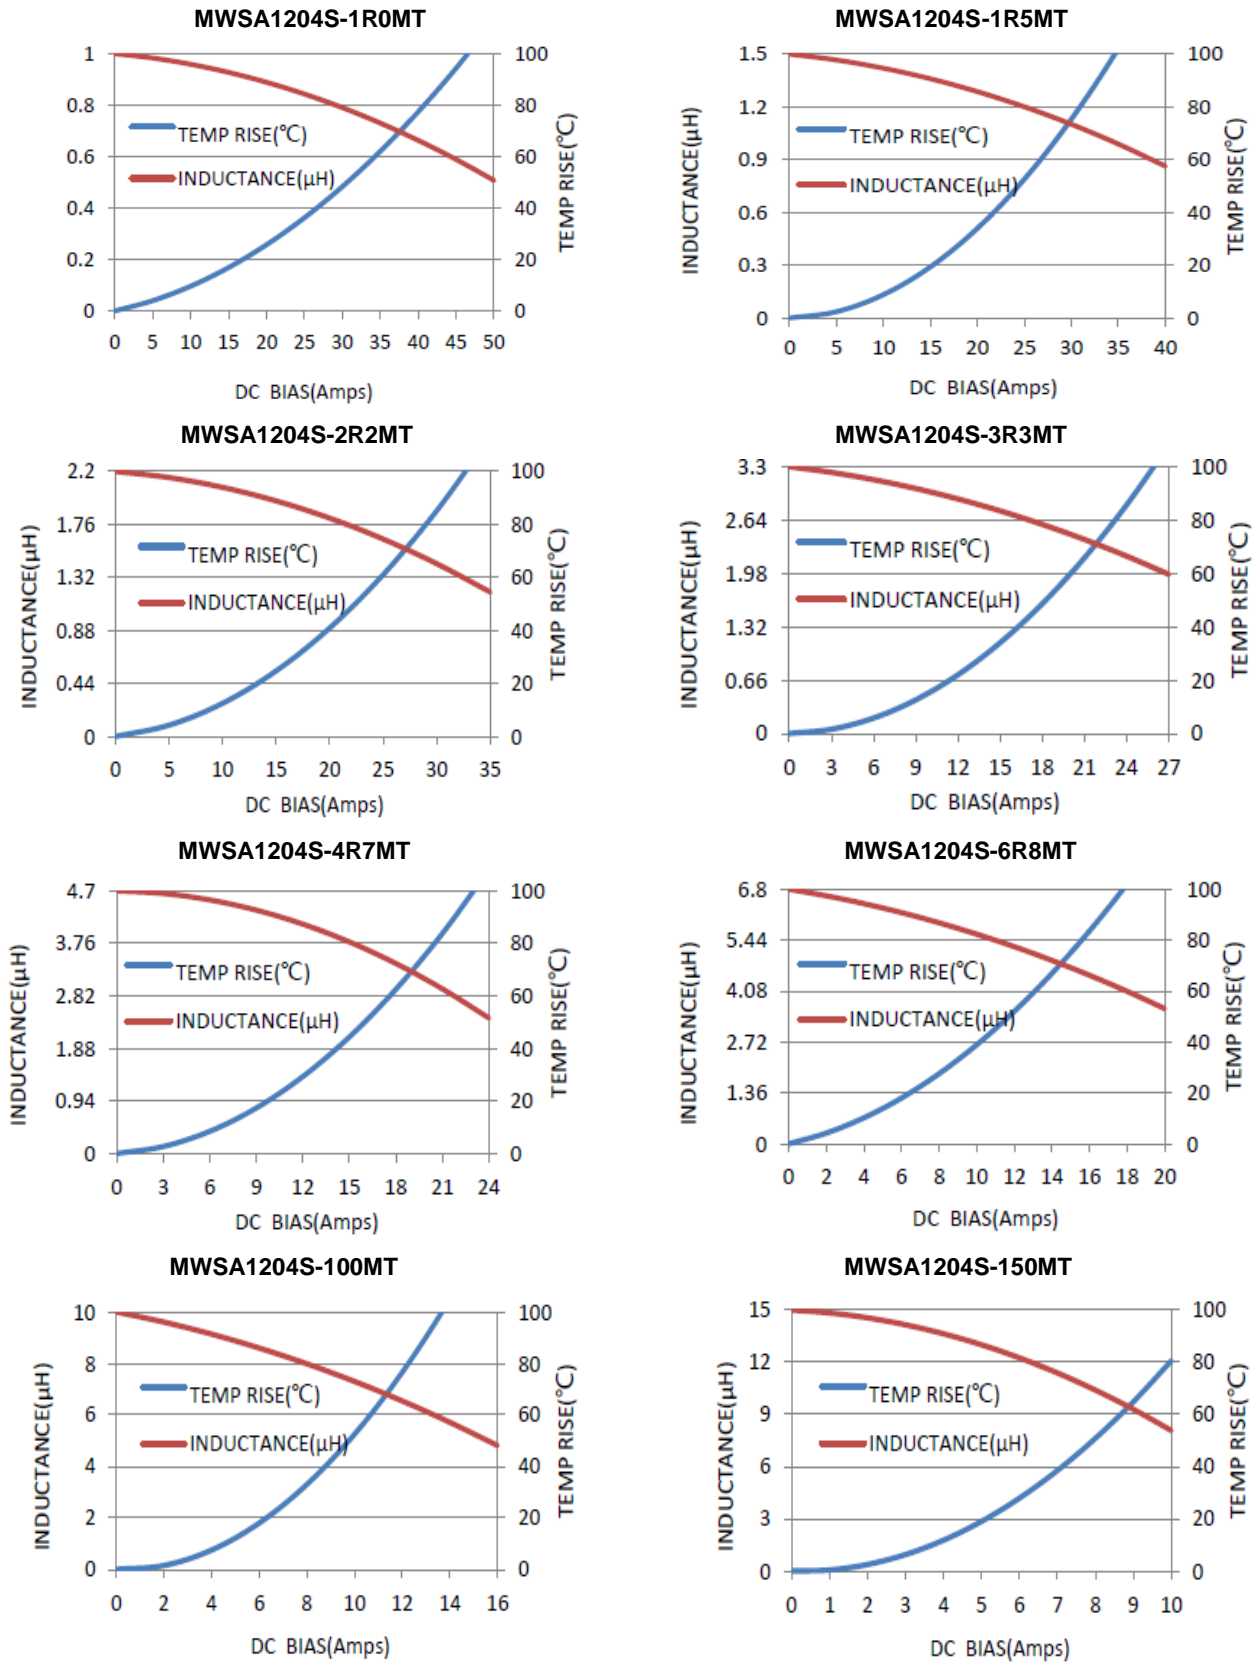 MWSA1204S-1R0MT
1
0.8
0.6
0.4
0.2
0
100
80
60
40
20
0
TEMP RISE(℃)
INDUCTANCE(μH)
TEMP RISE(℃)
0 5 10 15 20 25 30 35 40 45 50
DC BIAS(Amps)
MWSA1204S-1R5MT
INDUCTANCE(μH)
1.5
1.2
0.9
0.6
0.3
0
100
80
60
40
20
0
TEMP RISE(℃)
INDUCTANCE(μH)
TEMP RISE(℃)
0 5 10 15 20 25 30 35 40
DC BIAS(Amps)
MWSA1204S-2R2MT
INDUCTANCE(μH)
2.2
1.76
1.32
0.88
0.44
0
100
80
60
40
20
0
TEMP RISE(℃)
INDUCTANCE(μH)
TEMP RISE(℃)
0 5 10 15 20 25 30 35
DC BIAS(Amps)
MWSA1204S-3R3MT
INDUCTANCE(μH)
3.3
2.64
1.98
1.32
0.66
0
100
80
60
40
20
0
TEMP RISE(℃)
INDUCTANCE(μH)
TEMP RISE(℃)
0 3 6 9 12 15 18 21 24 27
DC BIAS(Amps)
MWSA1204S-4R7MT
INDUCTANCE(μH)
4.7
3.76
2.82
1.88
0.94
0
100
80
60
40
20
0
TEMP RISE(℃)
INDUCTANCE(μH)
TEMP RISE(℃)
0 3 6 9 12 15 18 21 24
DC BIAS(Amps)
MWSA1204S-6R8MT
INDUCTANCE(μH)
6.8
5.44
4.08
2.72
1.36
0
100
80
60
40
20
0
TEMP RISE(℃)
INDUCTANCE(μH)
TEMP RISE(℃)
0 2 4 6 8 10 12 14 16 18 20
DC BIAS(Amps)
MWSA1204S-100MT
INDUCTANCE(μH)
10
8
6
4
2
0
100
80
60
40
20
0
TEMP RISE(℃)
INDUCTANCE(μH)
TEMP RISE(℃)
0 2 4 6 8 10 12 14 16
DC BIAS(Amps)
MWSA1204S-150MT
INDUCTANCE(μH)
15
12
9
6
3
0
100
80
60
40
20
0
TEMP RISE(℃)
INDUCTANCE(μH)
TEMP RISE(℃)
0 1 2 3 4 5 6 7 8 9 10
DC BIAS(Amps)